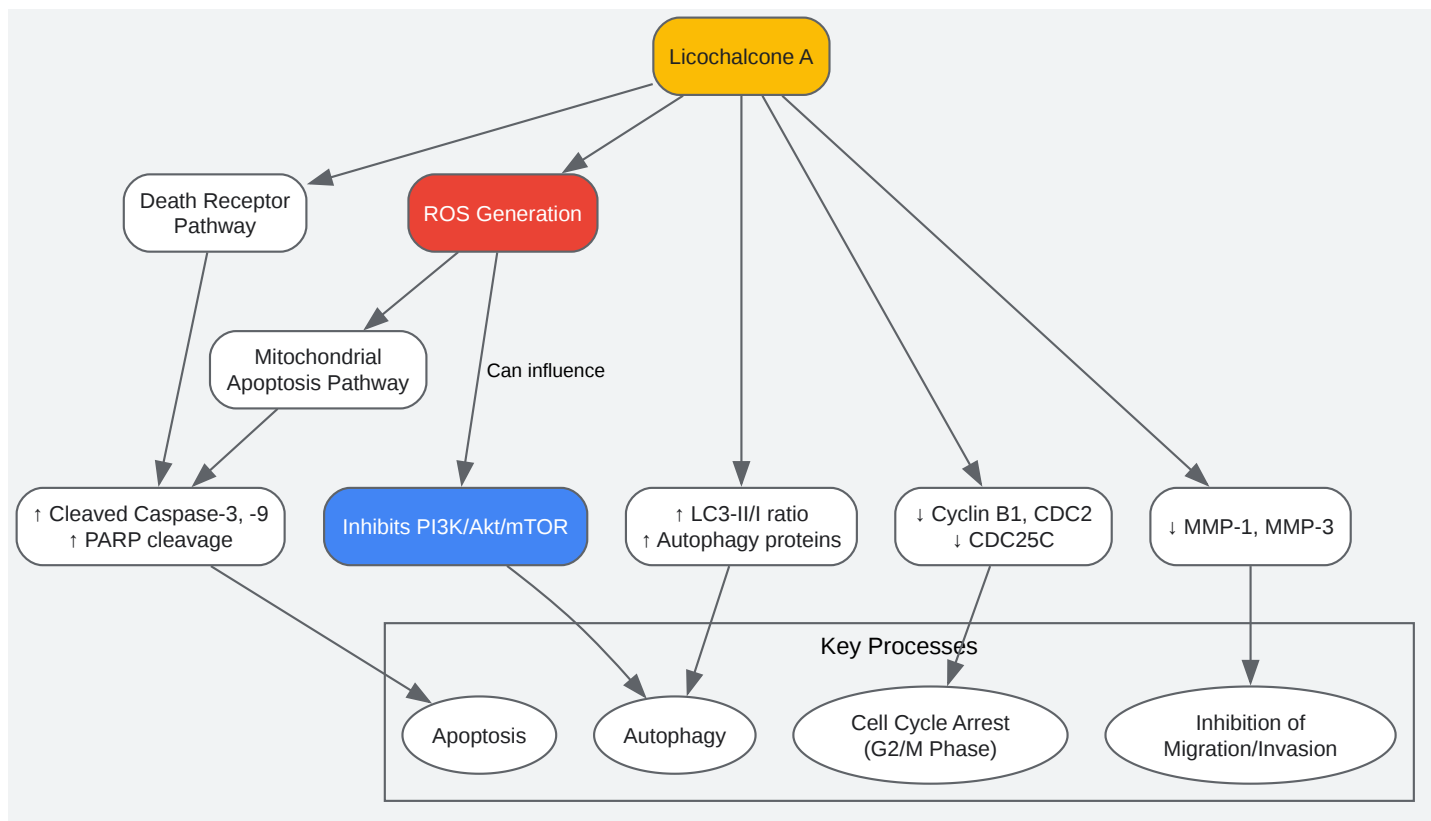 Licochalcone A
Death Receptor
Pathway
ROS Generation
Mitochondrial
Apoptosis Pathway
Can influence
↑ Cleaved Caspase-3, -9
↑ PARP cleavage
Inhibits PI3K/Akt/mTOR
↑ LC3-II/I ratio
↑ Autophagy proteins
↓ Cyclin B1, CDC2
↓ CDC25C
↓ MMP-1, MMP-3
Key Processes
Apoptosis
Autophagy
Cell Cycle Arrest
(G2/M Phase)
Inhibition of
Migration/Invasion